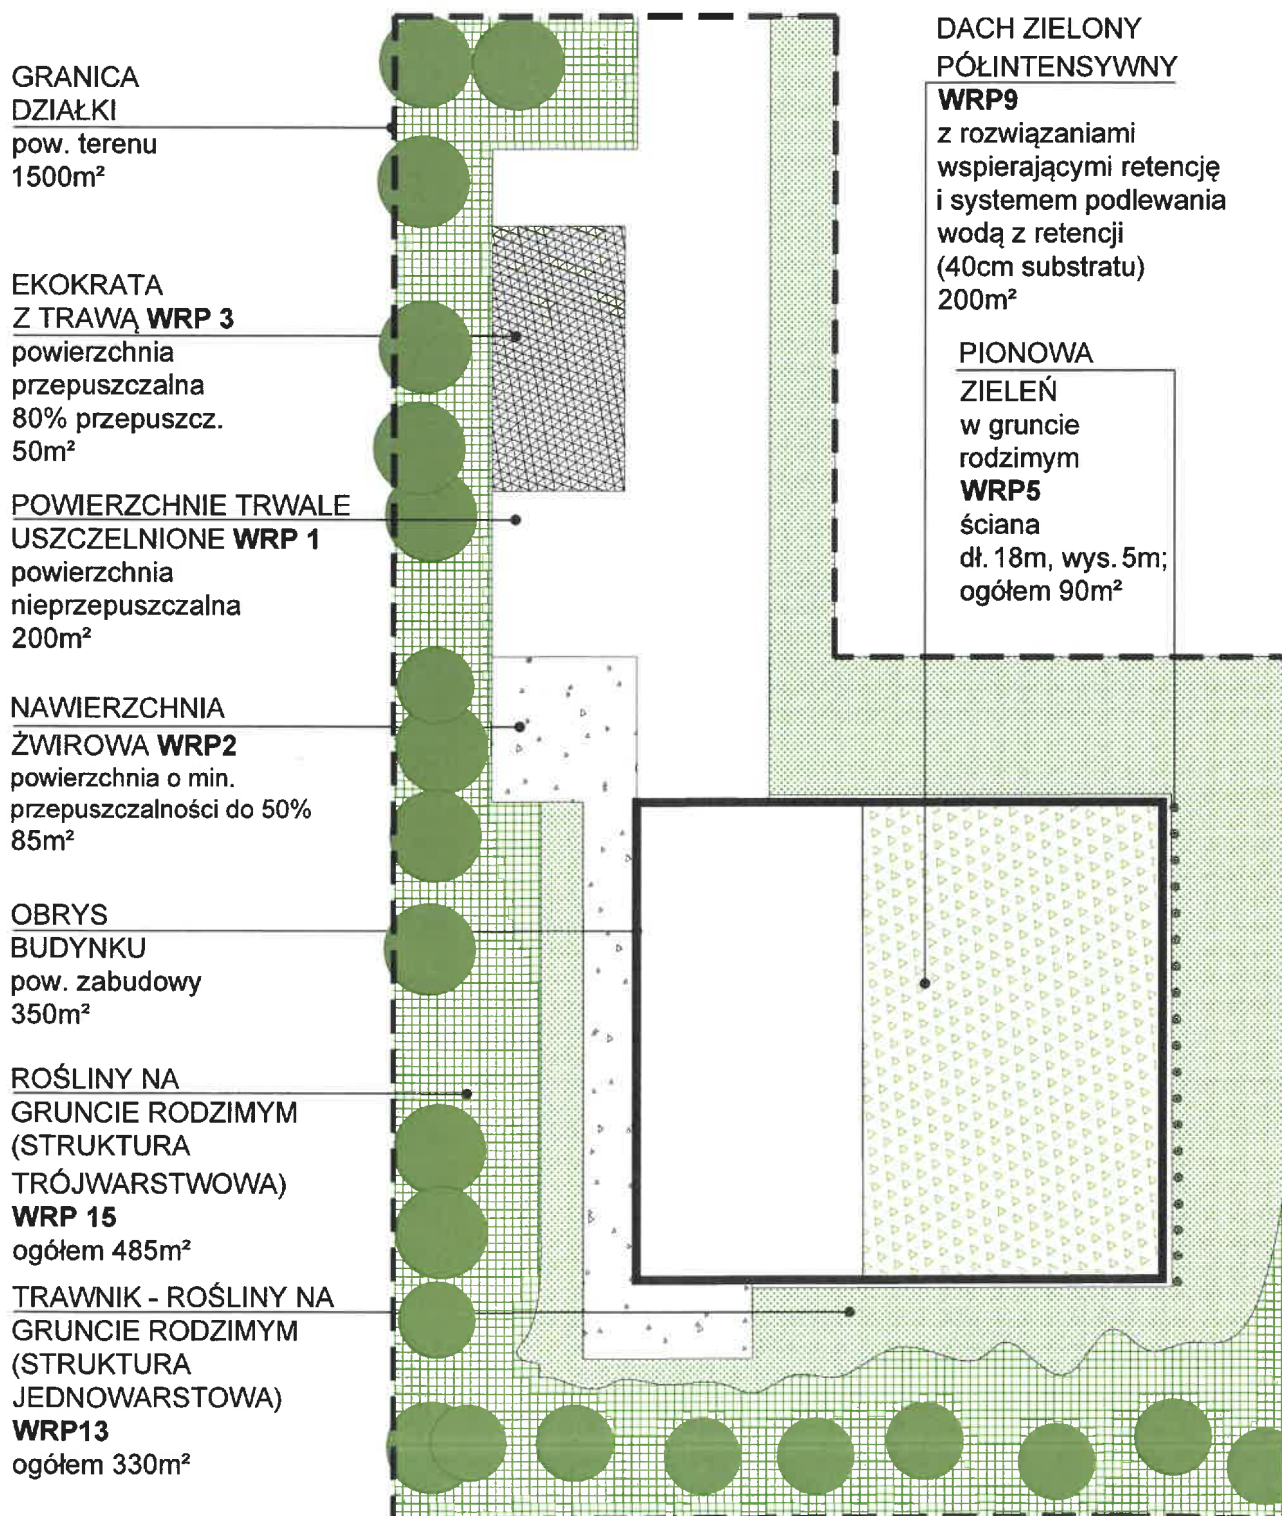 GRANICA
DZIAŁKI
pow. terenu
1500m²
EKOKRATA
Z TRAWĄ WRP 3
powierzchnia
przepuszczalna
80% przepuszcz.
50m²
POWIERZCHNIE TRWALE
USZCZELNIONE WRP 1
powierzchnia
nieprzepuszczalna
200m²
NAWIERZCHNIA
ŻWIROWA WRP2
powierzchnia o min.
przepuszczalności do 50%
85m²
OBRYS
BUDYNKU
pow. zabudowy
350m²
ROŚLINY NA
GRUNCIE RODZIMYM
(STRUKTURA
TRÓJWARSTWOWA)
WRP 15
ogółem 485m²
TRAWNIK - ROŚLINY NA
GRUNCIE RODZIMYM
(STRUKTURA
JEDNOWARSTOWA)
WRP13
ogółem 330m²
DACH ZIELONY
PÓŁINTENSYWNY
WRP9
z rozwiązaniami
wspierającymi retencję
i systemem podlewania
wodą z retencji
(40cm substratu)
200m²
PIONOWA
ZIELEŃ
w gruncie
rodzimym
WRP5
ściana
dł. 18m, wys. 5m;
ogółem 90m²